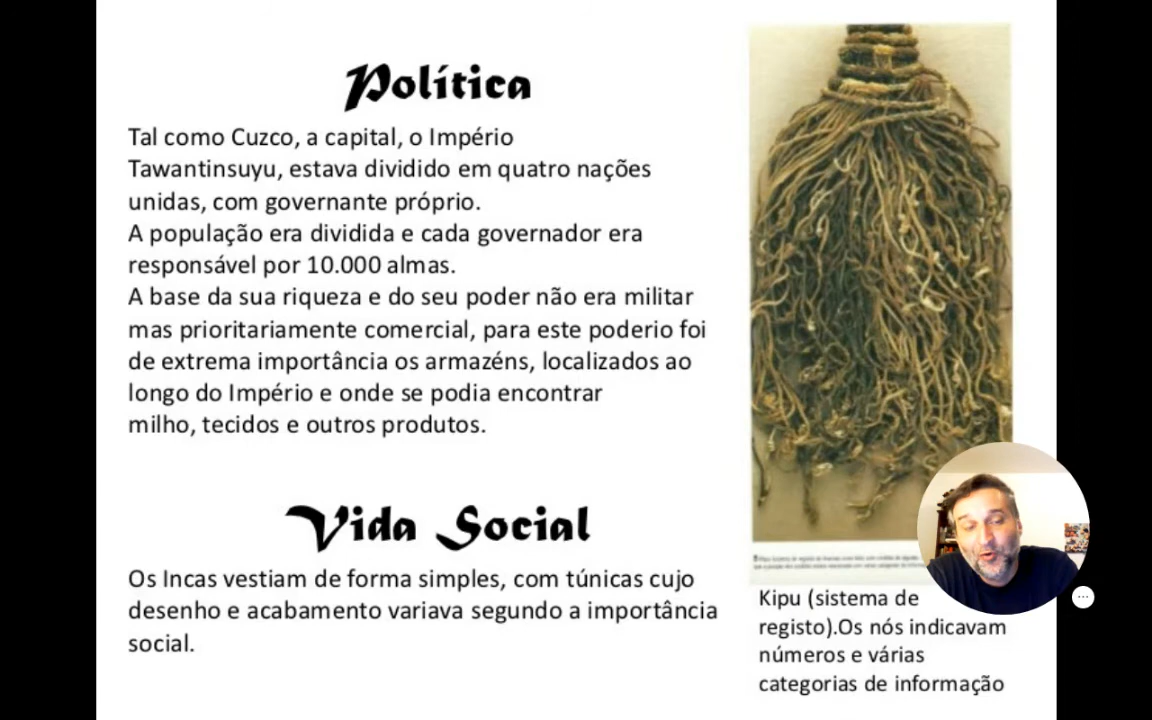 Política
Tal como Cuzco, a capital, o Império
Tawantinsuyu, estava dividido em quatro nações
unidas, com governante próprio.
A população era dividida e cada governador era
responsável por 10.000 almas.
A base da sua riqueza e do seu poder não era militar
mas prioritariamente comercial, para este poderio foi
de extrema importância os armazéns, localizados ao
longo do Império e onde se podia encontrar
milho, tecidos e outros produtos.
Vida Social
Os Incas vestiam de forma simples, com túnicas cujo
desenho e acabamento variava segundo a importância
social.
Kipu (sistema de
registo).Os nós indicavam
números e várias
categorias de informação